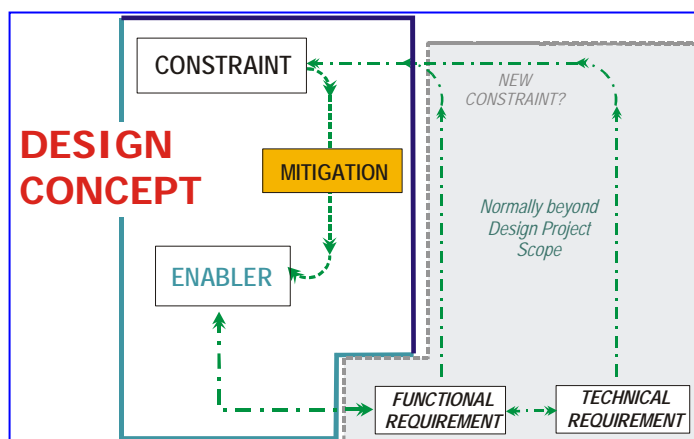 CONSTRAINT
NEW
CONSTRAINT?
DESIGN
CONCEPT
MITIGATION
Normally beyond
Design Project
Scope
ENABLER
FUNCTIONAL
REQUIREMENT
TECHNICAL
REQUIREMENT